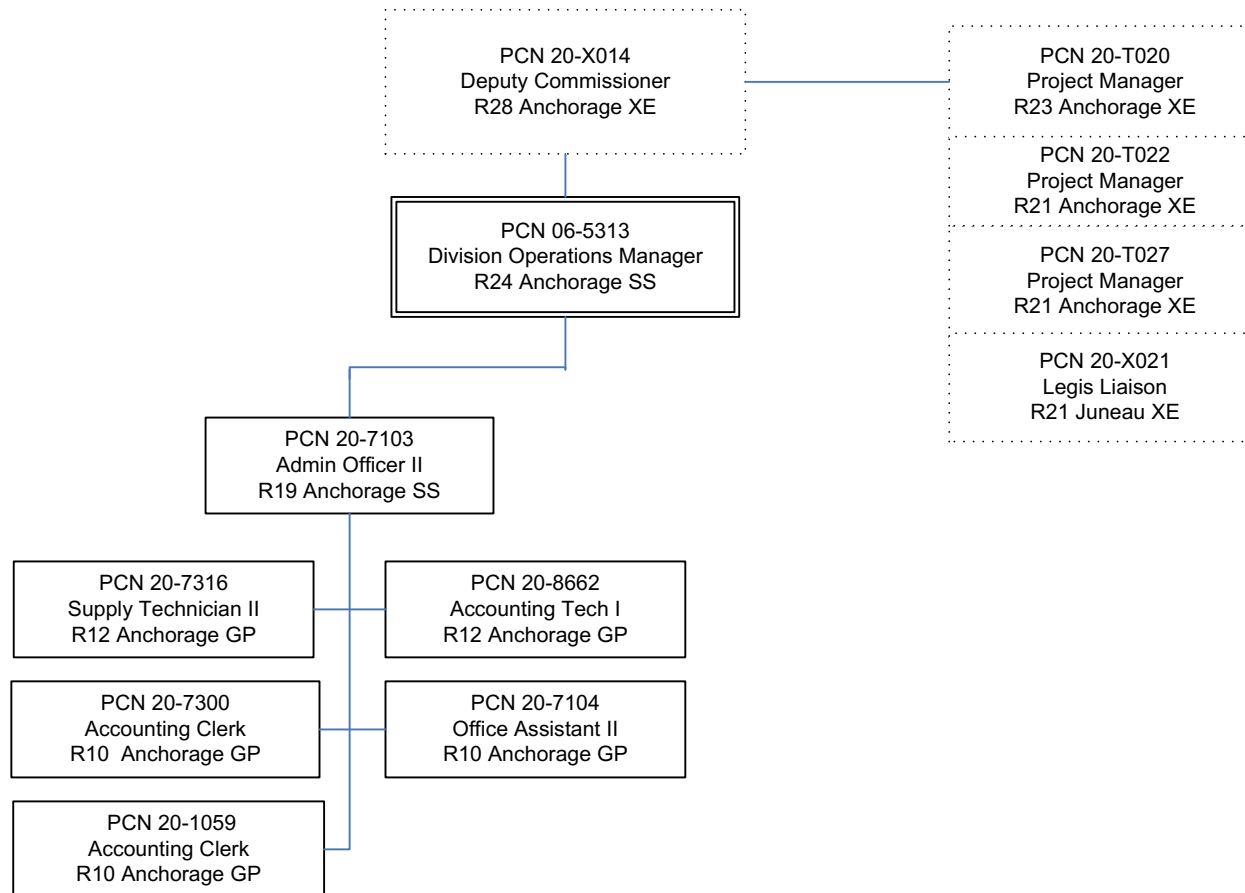 PCN 20-X014
Deputy Commissioner
R28 Anchorage XE
PCN 20-T020
Project Manager
R23 Anchorage XE
PCN 20-T022
Project Manager
R21 Anchorage XE
PCN 20-T027
Project Manager
R21 Anchorage XE
PCN 20-X021
Legis Liaison
R21 Juneau XE
PCN 06-5313
Division Operations Manager
R24 Anchorage SS
PCN 20-7103
Admin Officer II
R19 Anchorage SS
PCN 20-7316
Supply Technician II
R12 Anchorage GP
PCN 20-8662
Accounting Tech I
R12 Anchorage GP
PCN 20-7300
Accounting Clerk
R10  Anchorage GP
PCN 20-7104
Office Assistant II
R10 Anchorage GP
PCN 20-1059
Accounting Clerk
R10 Anchorage GP